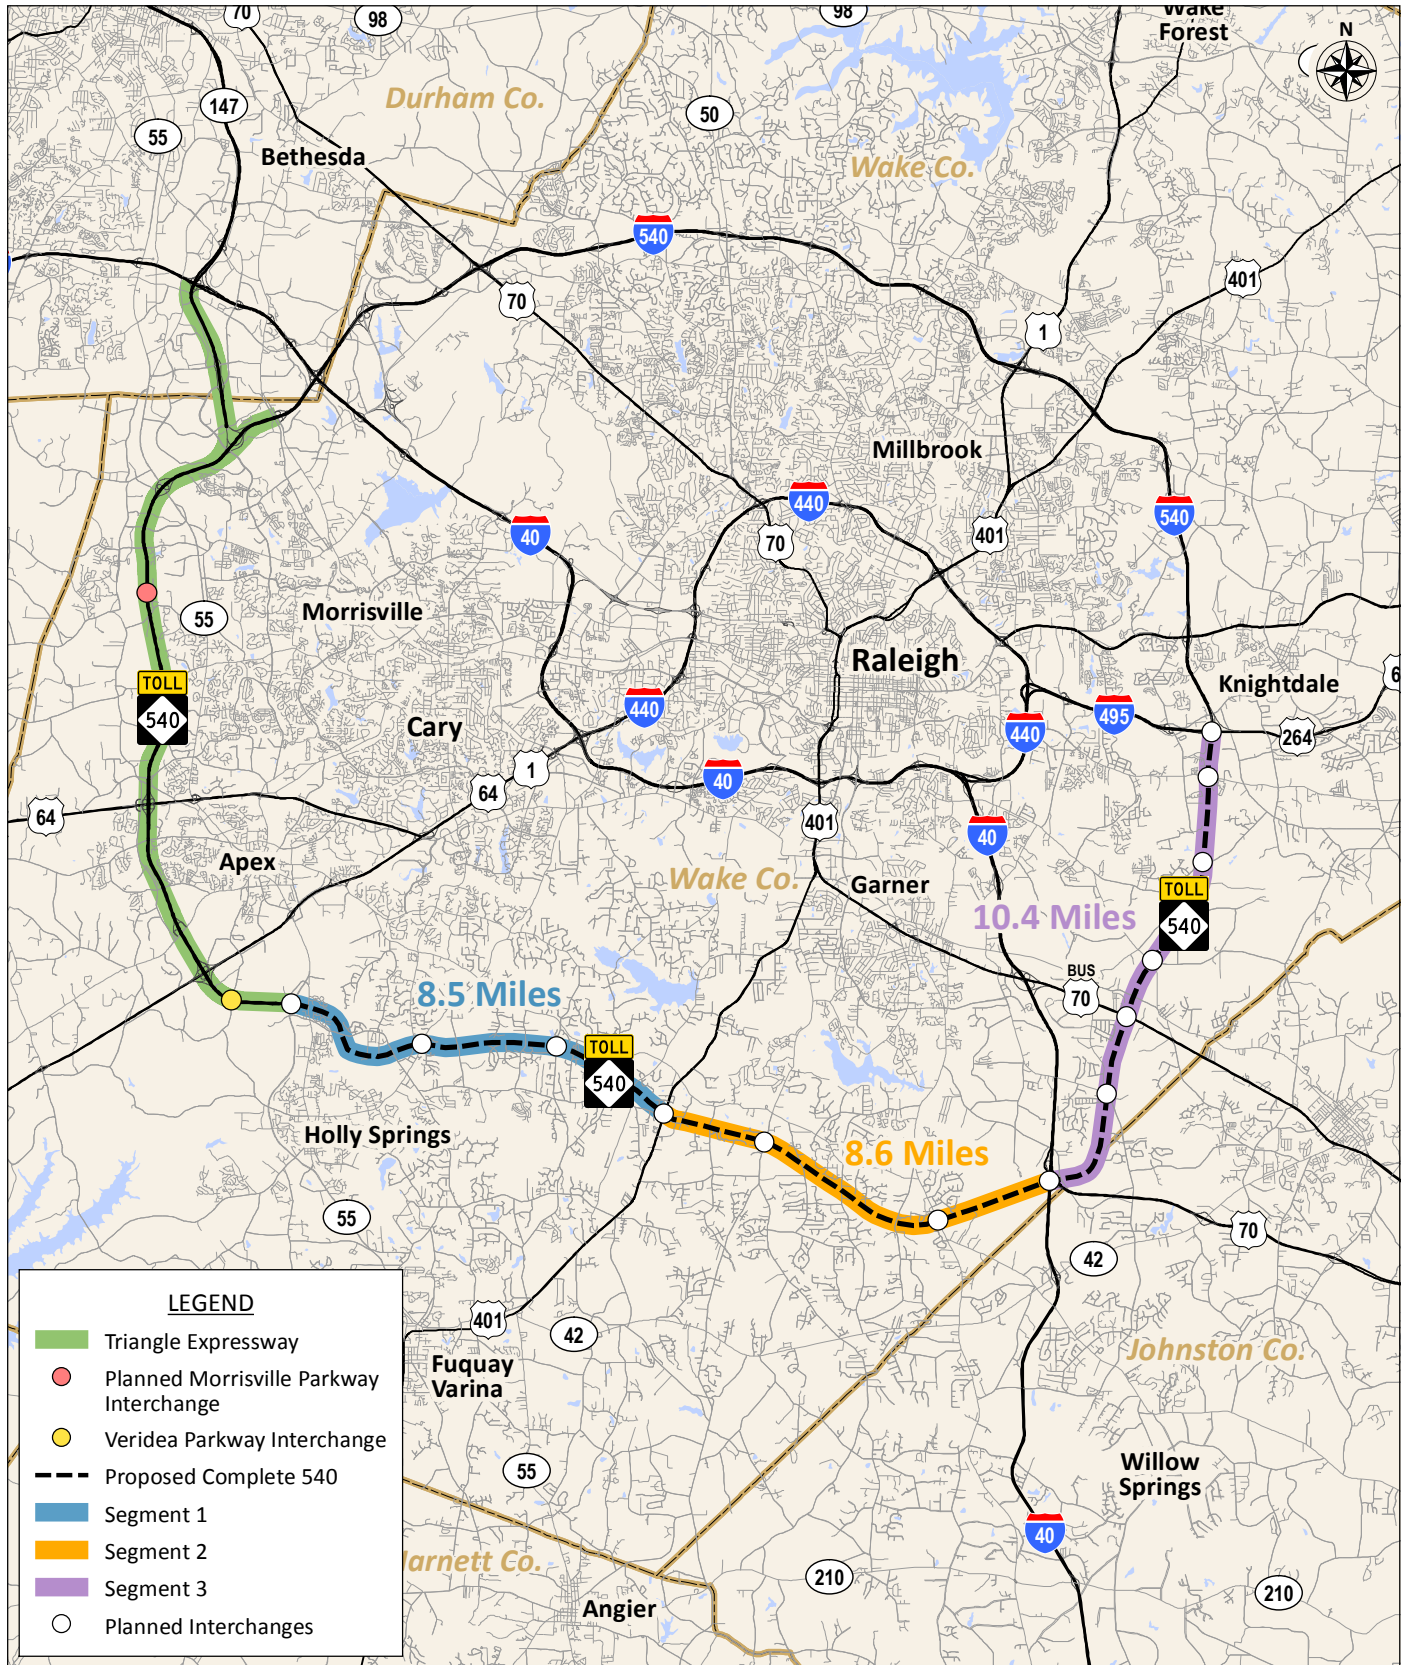 70
98
98
Wake
Forest
N
147
Durham Co.
50
55
Bethesda
Wake Co.
540
401
70
1
Millbrook
440
540
40
401
70
Morrisville
55
Raleigh
TOLL
540
Knightdale
440
Cary
495
440
264
1
64
40
64
401
40
Apex
Wake Co.
Garner
TOLL
540
10.4 Miles
BUS
70
8.5 Miles
TOLL
540
Holly Springs
8.6 Miles
55
70
42
LEGEND
Triangle Expressway
Planned Morrisville Parkway
Interchange
Veridea Parkway Interchange
Proposed Complete 540
Segment 1
Segment 2
Segment 3
Planned Interchanges
401
42
Johnston Co.
Fuquay
Varina
55
Willow
Springs
40
Harnett Co.
210
210
Angier